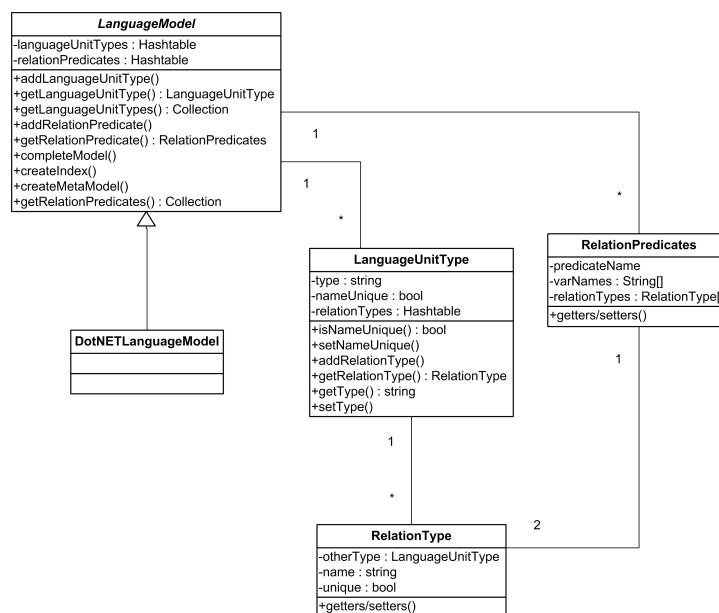 LanguageModel
-languageUnitTypes : Hashtable
-relationPredicates : Hashtable
+addLanguageUnitType()
+getLanguageUnitType() : LanguageUnitType
+getLanguageUnitTypes() : Collection
+addRelationPredicate()
+getRelationPredicate() : RelationPredicates
+completeModel()
+createIndex()
+createMetaModel()
+getRelationPredicates() : Collection
1
1
*
*
LanguageUnitType
-type : string
-nameUnique : bool
-relationTypes : Hashtable
+isNameUnique() : bool
+setNameUnique()
+addRelationType()
+getRelationType() : RelationType
+getType() : string
+setType()
RelationPredicates
-predicateName
-varNames : String[]
-relationTypes : RelationType[
+getters/setters()
DotNETLanguageModel
1
1
*
2
RelationType
-otherType : LanguageUnitType
-name : string
-unique : bool
+getters/setters()